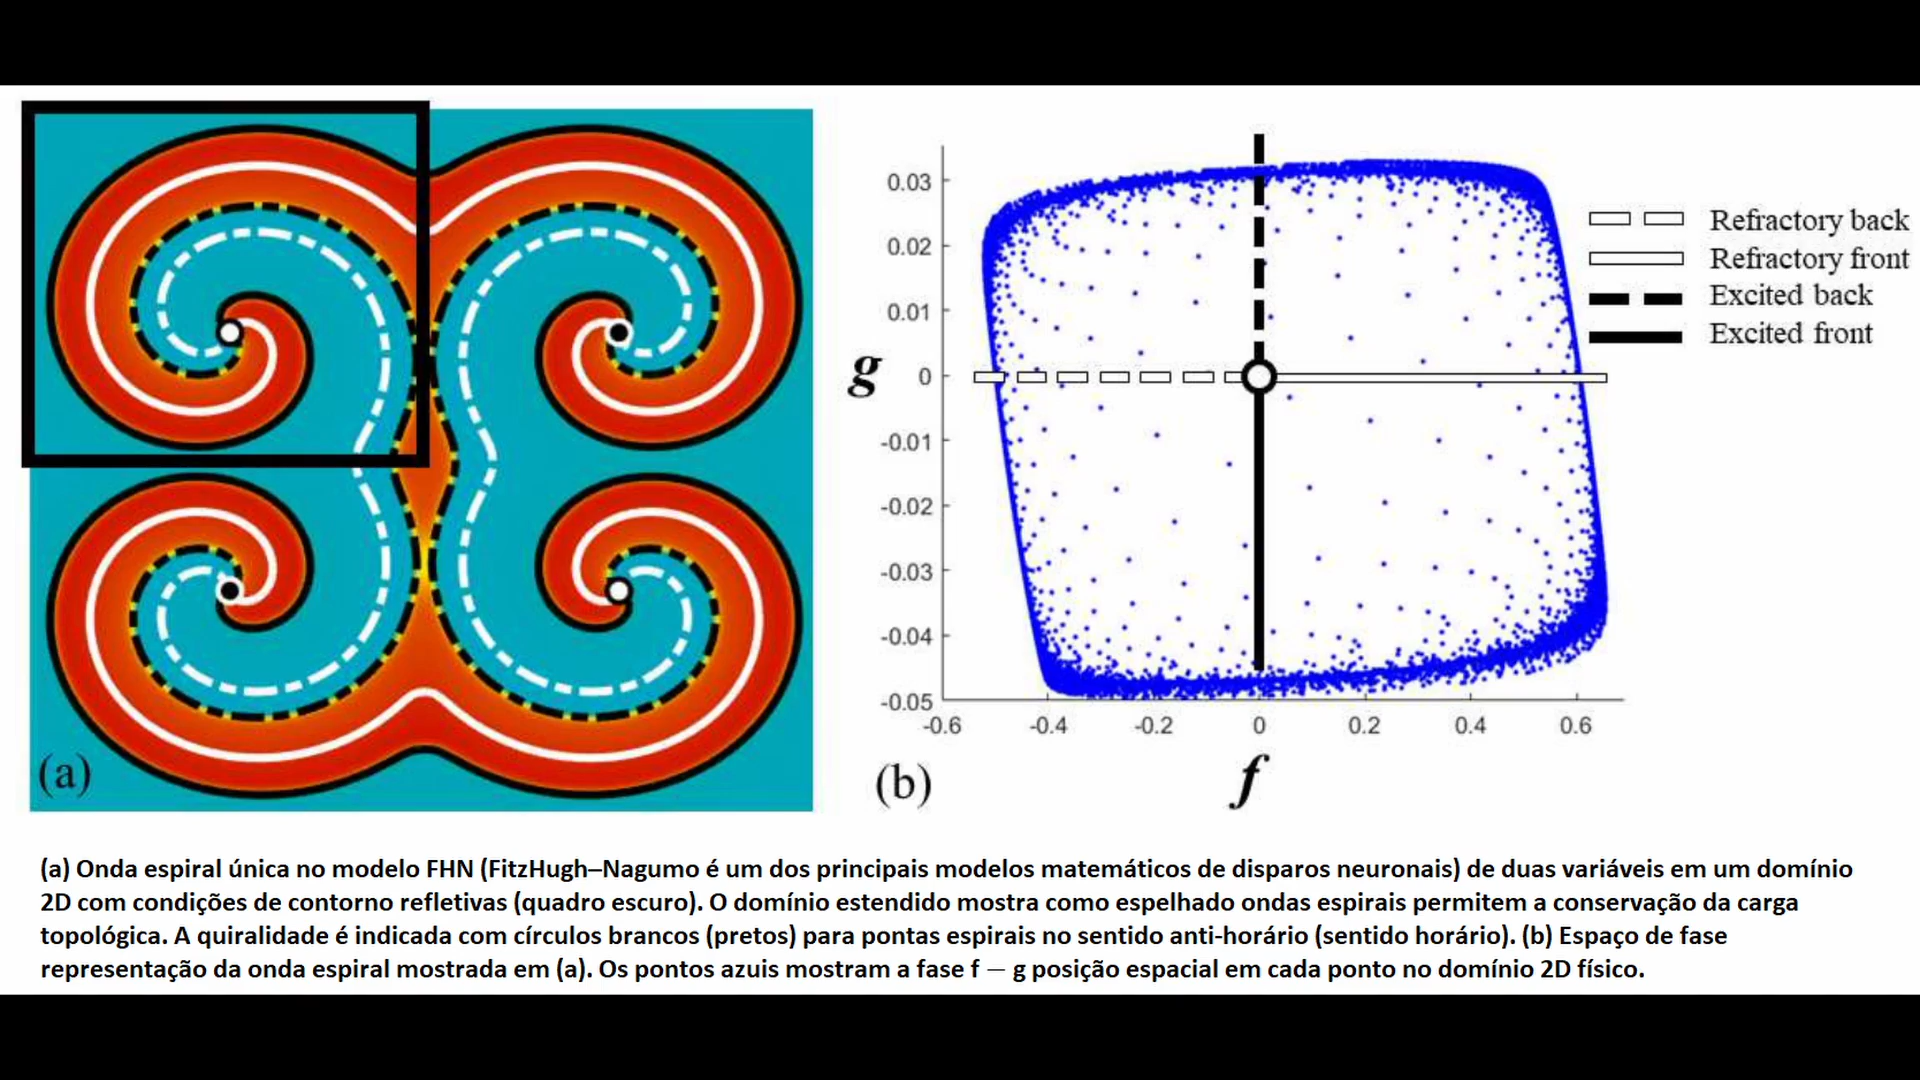 0.03
0.02
0.01
0
-0.01
-0.02
-0.03
-0.04
-0.05
g
-0.6 -0.4 -0.2 0 0.2 0.4 0.6
f
Refractory back
Refractory front
Excited back
Excited front
(a)
(b)
(a) Onda espiral única no modelo FHN (FitzHugh–Nagumo é um dos principais modelos matemáticos de disparos neuronais) de duas variáveis em um domínio
2D com condições de contorno refletivas (quadro escuro). O domínio estendido mostra como espelhado ondas espirais permitem a conservação da carga
topológica. A quiralidade é indicada com círculos brancos (pretos) para pontas espirais no sentido anti-horário (sentido horário). (b) Espaço de fase
representação da onda espiral mostrada em (a). Os pontos azuis mostram a fase f — g posição espacial em cada ponto no domínio 2D físico.